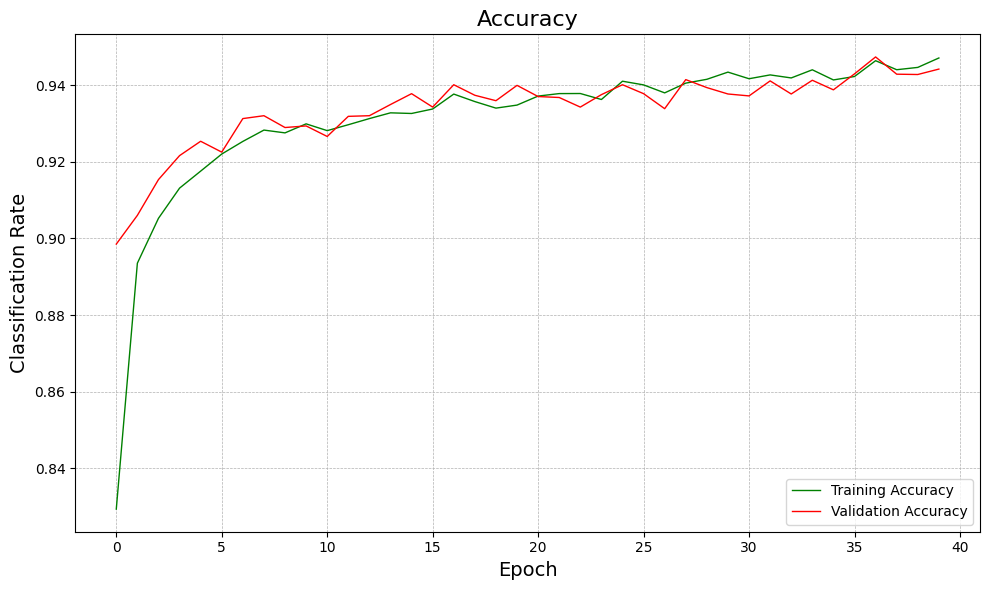 Accuracy
Classification Rate
0.94
0.92
0.90
0.88
0.86
0.84
0 5 10 15 20 25 30 35 40
Epoch
Training Accuracy
Validation Accuracy